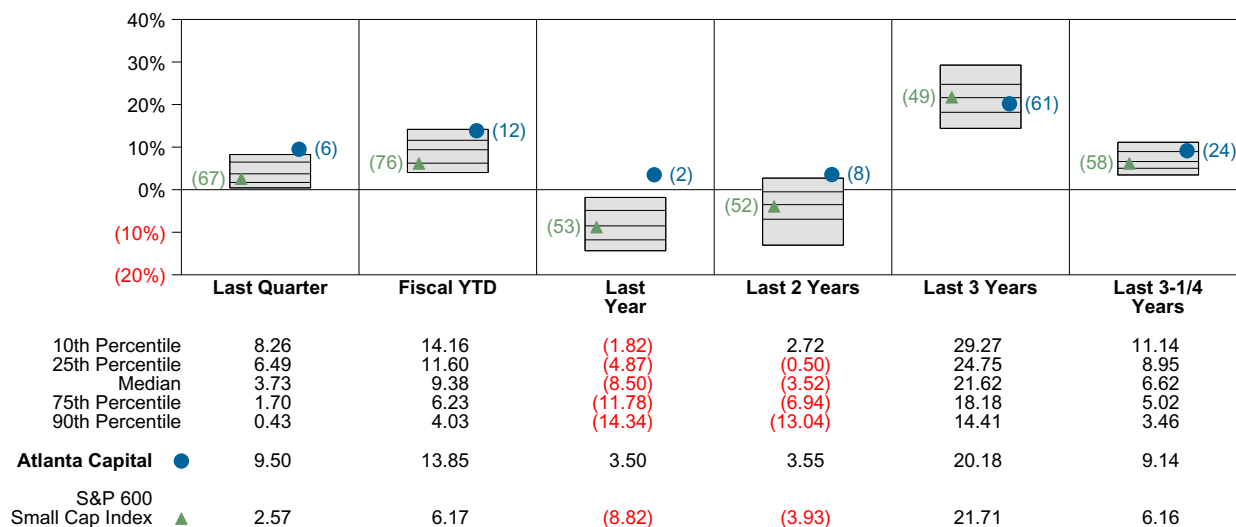 40%
30%
20%
10%
0%
(10%)
(20%)
(67)
(6)
(76)
(12)
(53)
(2)
(52)
(8)
(49)
(61)
(58)
(24)
Last Quarter Fiscal YTD Last Year Last 2 Years Last 3 Years Last 3-1/4 Years
10th Percentile 8.26 14.16 (1.82) 2.72 29.27 11.14
25th Percentile 6.49 11.60 (4.87) (0.50) 24.75 8.95
Median 3.73 9.38 (8.50) (3.52) 21.62 6.62
75th Percentile 1.70 6.23 (11.78) (6.94) 18.18 5.02
90th Percentile 0.43 4.03 (14.34) (13.04) 14.41 3.46
Atlanta Capital 9.50 13.85 3.50 3.55 20.18 9.14
S&P 600
Small Cap Index 2.57 6.17 (8.82) (3.93) 21.71 6.16